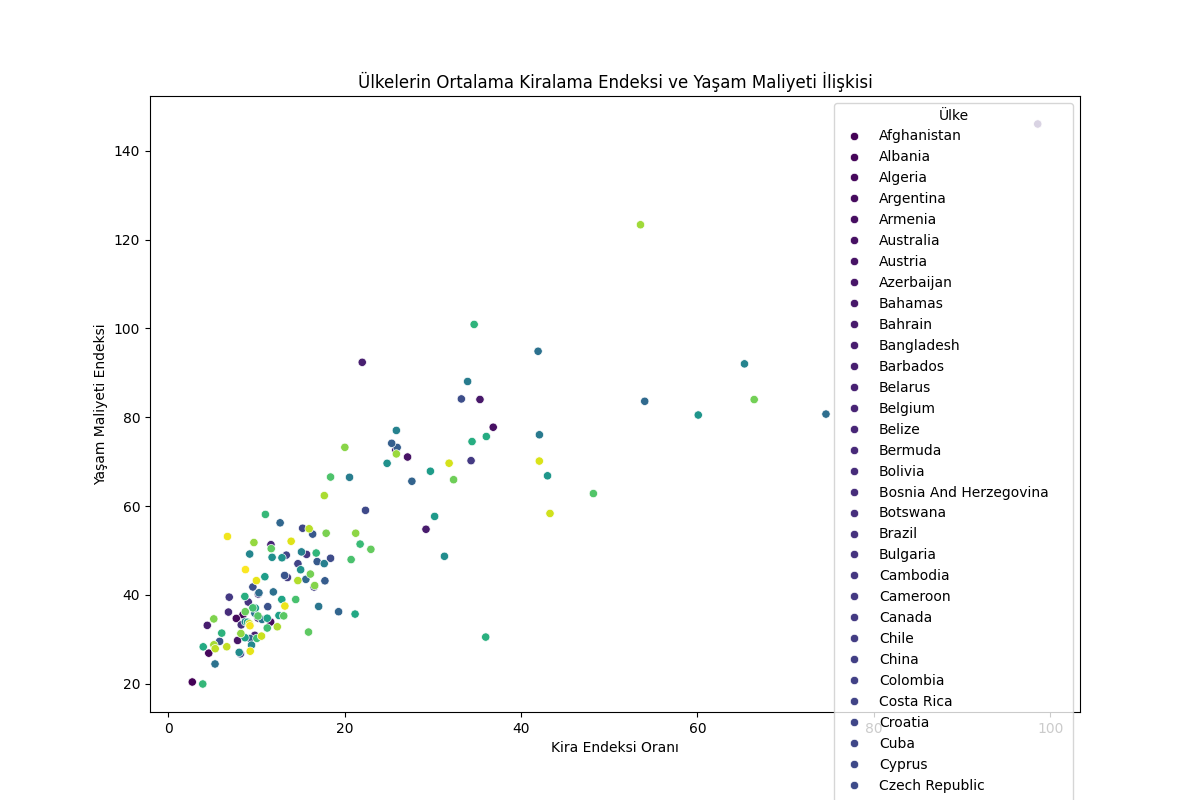 Ülkelerin Ortalama Kiralama Endeksi ve Yaşam Maliyeti İlişkisi
Yaşam Maliyeti Endeksi
140
120
100
80
60
40
20
0
20
40
60
80
100
Kira Endeksi Oranı
Ülke
Afghanistan
Albania
Algeria
Argentina
Armenia
Australia
Austria
Azerbaijan
Bahamas
Bahrain
Bangladesh
Barbados
Belarus
Belgium
Belize
Bermuda
Bolivia
Bosnia And Herzegovina
Botswana
Brazil
Bulgaria
Cambodia
Cameroon
Canada
Chile
China
Colombia
Costa Rica
Croatia
Cuba
Cyprus
Czech Republic